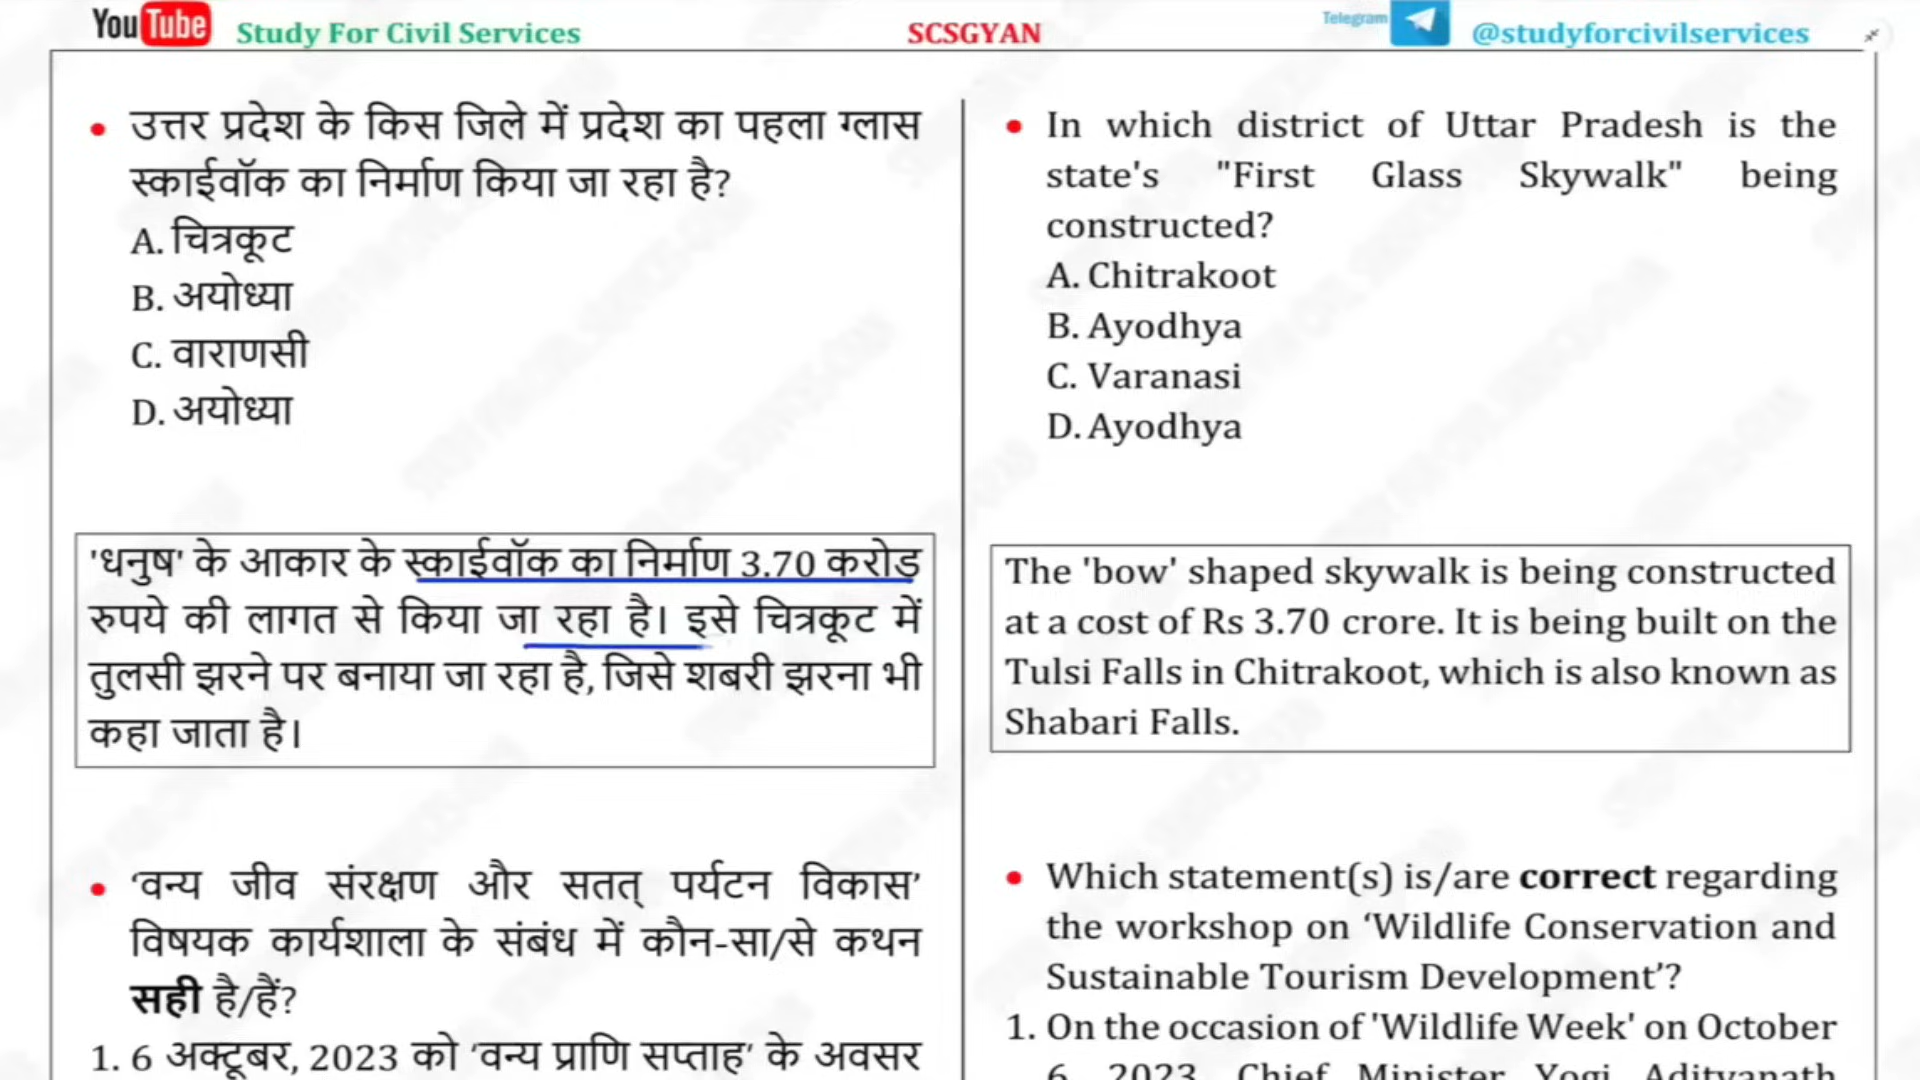 YouTube Study For Civil Services SCSGYAN Telegram @studyforcivilservices
• उत्तर प्रदेश के किस जिले में प्रदेश का पहला ग्लास
स्काईवॉक का निर्माण किया जा रहा है?
A. चित्रकूट
B. अयोध्या
C. वाराणसी
D. अयोध्या
'धनुष' के आकार के स्काईवॉक का निर्माण 3.70 करोड
रुपये की लागत से किया जा रहा है। इसे चित्रकूट में
तुलसी झरने पर बनाया जा रहा है, जिसे शबरी झरना भी
कहा जाता है।
• ‘वन्य जीव संरक्षण और सतत् पर्यटन विकास’
विषयक कार्यशाला के संबंध में कौन-सा/से कथन
सही है/हैं?
1. 6 अक्टूबर, 2023 को ‘वन्य प्राणि सप्ताह’ के अवसर
• In which district of Uttar Pradesh is the
state's "First Glass Skywalk" being
constructed?
A. Chitrakoot
B. Ayodhya
C. Varanasi
D. Ayodhya
The 'bow' shaped skywalk is being constructed
at a cost of Rs 3.70 crore. It is being built on the
Tulsi Falls in Chitrakoot, which is also known as
Shabari Falls.
• Which statement(s) is/are correct regarding
the workshop on ‘Wildlife Conservation and
Sustainable Tourism Development’?
1. On the occasion of 'Wildlife Week' on October
6, 2023, Chief Minister Yogi Adityanath